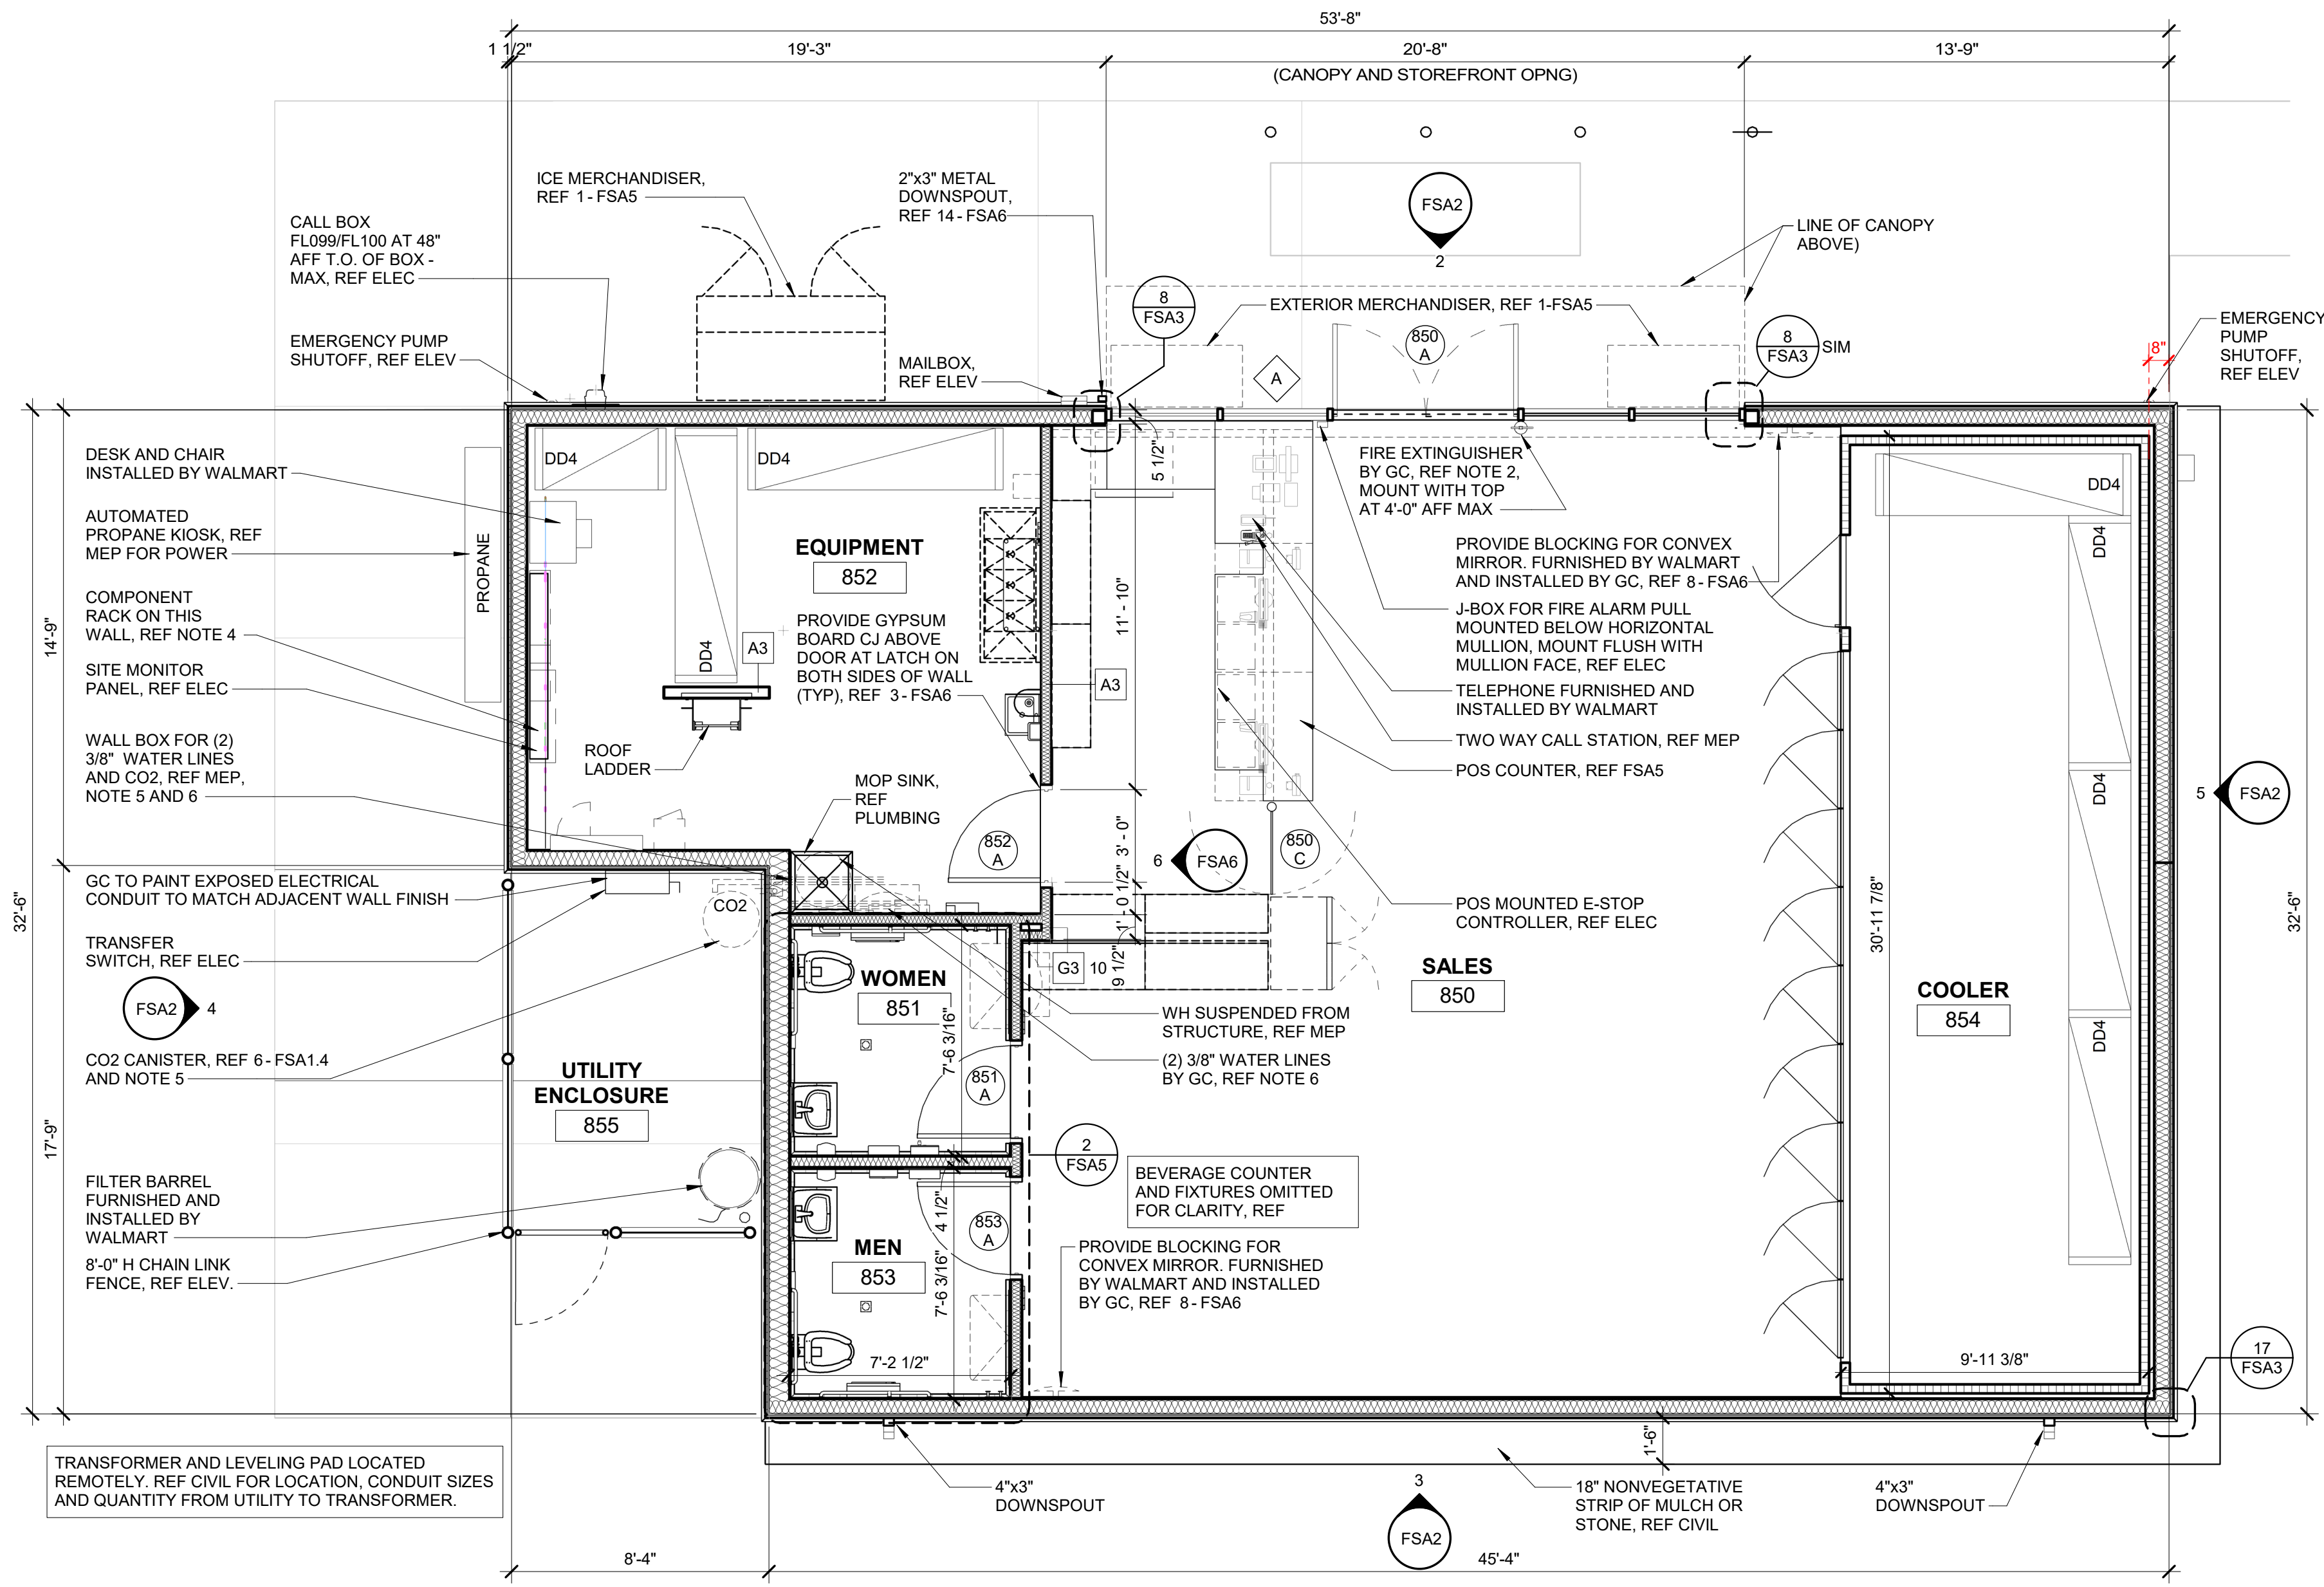 53'-8"
1 1/2"
19'-3"
20'-8"
13'-9"
(CANOPY AND STOREFRONT OPNG)
ICE MERCHANDISER,
REF 1 - FSA5
2"x3" METAL
DOWNSPOUT,
REF 14 - FSA6
CALL BOX
FL099/FL100 AT 48"
AFF T.O. OF BOX -
MAX, REF ELEC
FSA2
2
LINE OF CANOPY
ABOVE)
8
FSA3
EXTERIOR MERCHANDISER, REF 1-FSA5
850
A
8
FSA3
SIM
EMERGENCY
PUMP
SHUTOFF,
REF ELEV
8"
EMERGENCY PUMP
SHUTOFF, REF ELEV
MAILBOX,
REF ELEV
A
DESK AND CHAIR
INSTALLED BY WALMART
DD4
DD4
5 1/2"
FIRE EXTINGUISHER
BY GC, REF NOTE 2,
MOUNT WITH TOP
AT 4'-0" AFF MAX
DD4
AUTOMATED
PROPANE KIOSK, REF
MEP FOR POWER
PROPANE
EQUIPMENT
852
PROVIDE BLOCKING FOR CONVEX
MIRROR. FURNISHED BY WALMART
AND INSTALLED BY GC, REF 8 - FSA6
DD4
COMPONENT
RACK ON THIS
WALL, REF NOTE 4
14'-9"
PROVIDE GYPSUM
BOARD CJ ABOVE
DOOR AT LATCH ON
BOTH SIDES OF WALL
(TYP), REF 3 - FSA6
11' - 10"
J-BOX FOR FIRE ALARM PULL
MOUNTED BELOW HORIZONTAL
MULLION, MOUNT FLUSH WITH
MULLION FACE, REF ELEC
DD4
A3
A3
SITE MONITOR
PANEL, REF ELEC
TELEPHONE FURNISHED AND
INSTALLED BY WALMART
WALL BOX FOR (2)
3/8" WATER LINES
AND CO2, REF MEP,
NOTE 5 AND 6
ROOF
LADDER
TWO WAY CALL STATION, REF MEP
POS COUNTER, REF FSA5
DD4
5
FSA2
MOP SINK,
REF
PLUMBING
852
A
3' - 0"
6
FSA6
850
C
GC TO PAINT EXPOSED ELECTRICAL
CONDUIT TO MATCH ADJACENT WALL FINISH
CO2
1' - 0 1/2"
POS MOUNTED E-STOP
CONTROLLER, REF ELEC
30'-11 7/8"
32'-6"
32'-6"
TRANSFER
SWITCH, REF ELEC
G3
10
9 1/2"
WOMEN
851
SALES
850
COOLER
854
FSA2
4
7'-6 3/16"
WH SUSPENDED FROM
STRUCTURE, REF MEP
DD4
CO2 CANISTER, REF 6 - FSA1.4
AND NOTE 5
UTILITY
ENCLOSURE
855
851
A
(2) 3/8" WATER LINES
BY GC, REF NOTE 6
17'-9"
2
FSA5
BEVERAGE COUNTER
AND FIXTURES OMITTED
FOR CLARITY, REF
FILTER BARREL
FURNISHED AND
INSTALLED BY
WALMART
4 1/2"
853
A
MEN
853
8'-0" H CHAIN LINK
FENCE, REF ELEV.
7'-6 3/16"
PROVIDE BLOCKING FOR
CONVEX MIRROR. FURNISHED
BY WALMART AND INSTALLED
BY GC, REF 8 - FSA6
7'-2 1/2"
9'-11 3/8"
17
FSA3
TRANSFORMER AND LEVELING PAD LOCATED
REMOTELY. REF CIVIL FOR LOCATION, CONDUIT SIZES
AND QUANTITY FROM UTILITY TO TRANSFORMER.
1'-6"
4"x3"
DOWNSPOUT
3
FSA2
18" NONVEGETATIVE
STRIP OF MULCH OR
STONE, REF CIVIL
4"x3"
DOWNSPOUT
8'-4"
45'-4"